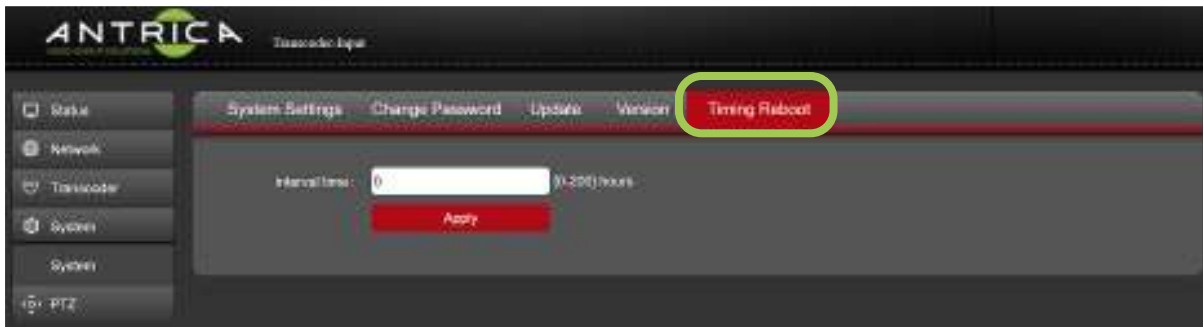 ANTRICA
Transcoder Input
System Settings Change Password Update Version Timing Reboot
Status
Network
Transcoder
System
System
PTZ
interval time: 0 (0-200) hours
Apply